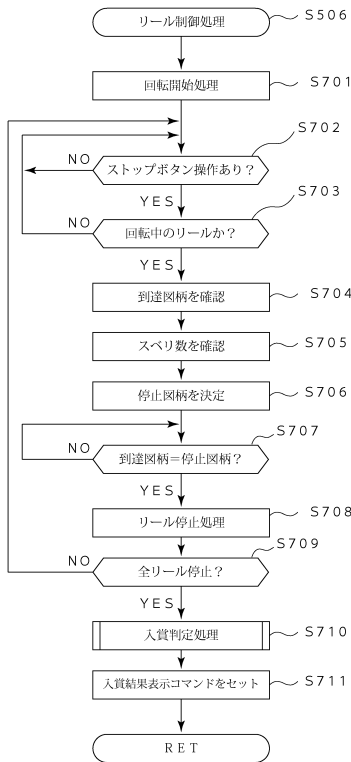 リール制御処理 S506
回転開始処理 S701
S702
NO ストップボタン操作あり？
YES S703
NO 回転中のリールか？
YES
到達図柄を確認 S704
スベリ数を確認 S705
停止図柄を決定 S706
S707
NO 到達図柄＝停止図柄？
YES
リール停止処理 S708
S709
NO 全リール停止？
YES
入賞判定処理 S710
入賞結果表示コマンドをセット S711
RET